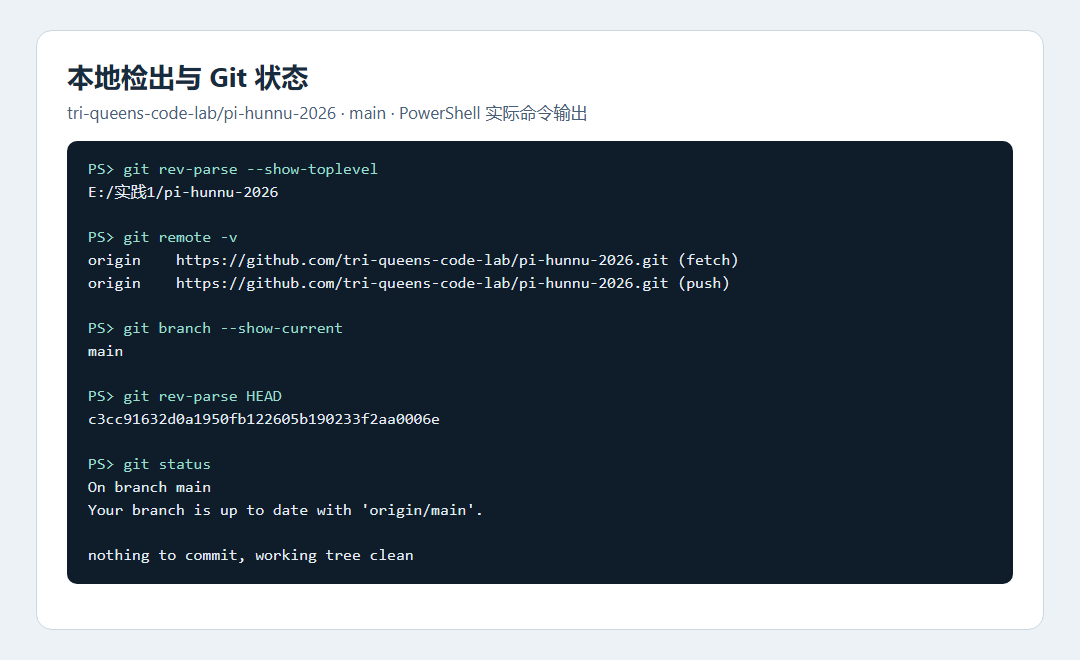 本地检出与 Git 状态
tri-queens-code-lab/pi-hunnu-2026 · main · PowerShell 实际命令输出
PS> git rev-parse --show-toplevel
E:/实践1/pi-hunnu-2026
PS> git remote -v
origin    https://github.com/tri-queens-code-lab/pi-hunnu-2026.git (fetch)
origin    https://github.com/tri-queens-code-lab/pi-hunnu-2026.git (push)
PS> git branch --show-current
main
PS> git rev-parse HEAD
c3cc91632d0a1950fb122605b190233f2aa0006e
PS> git status
On branch main
Your branch is up to date with 'origin/main'.
nothing to commit, working tree clean